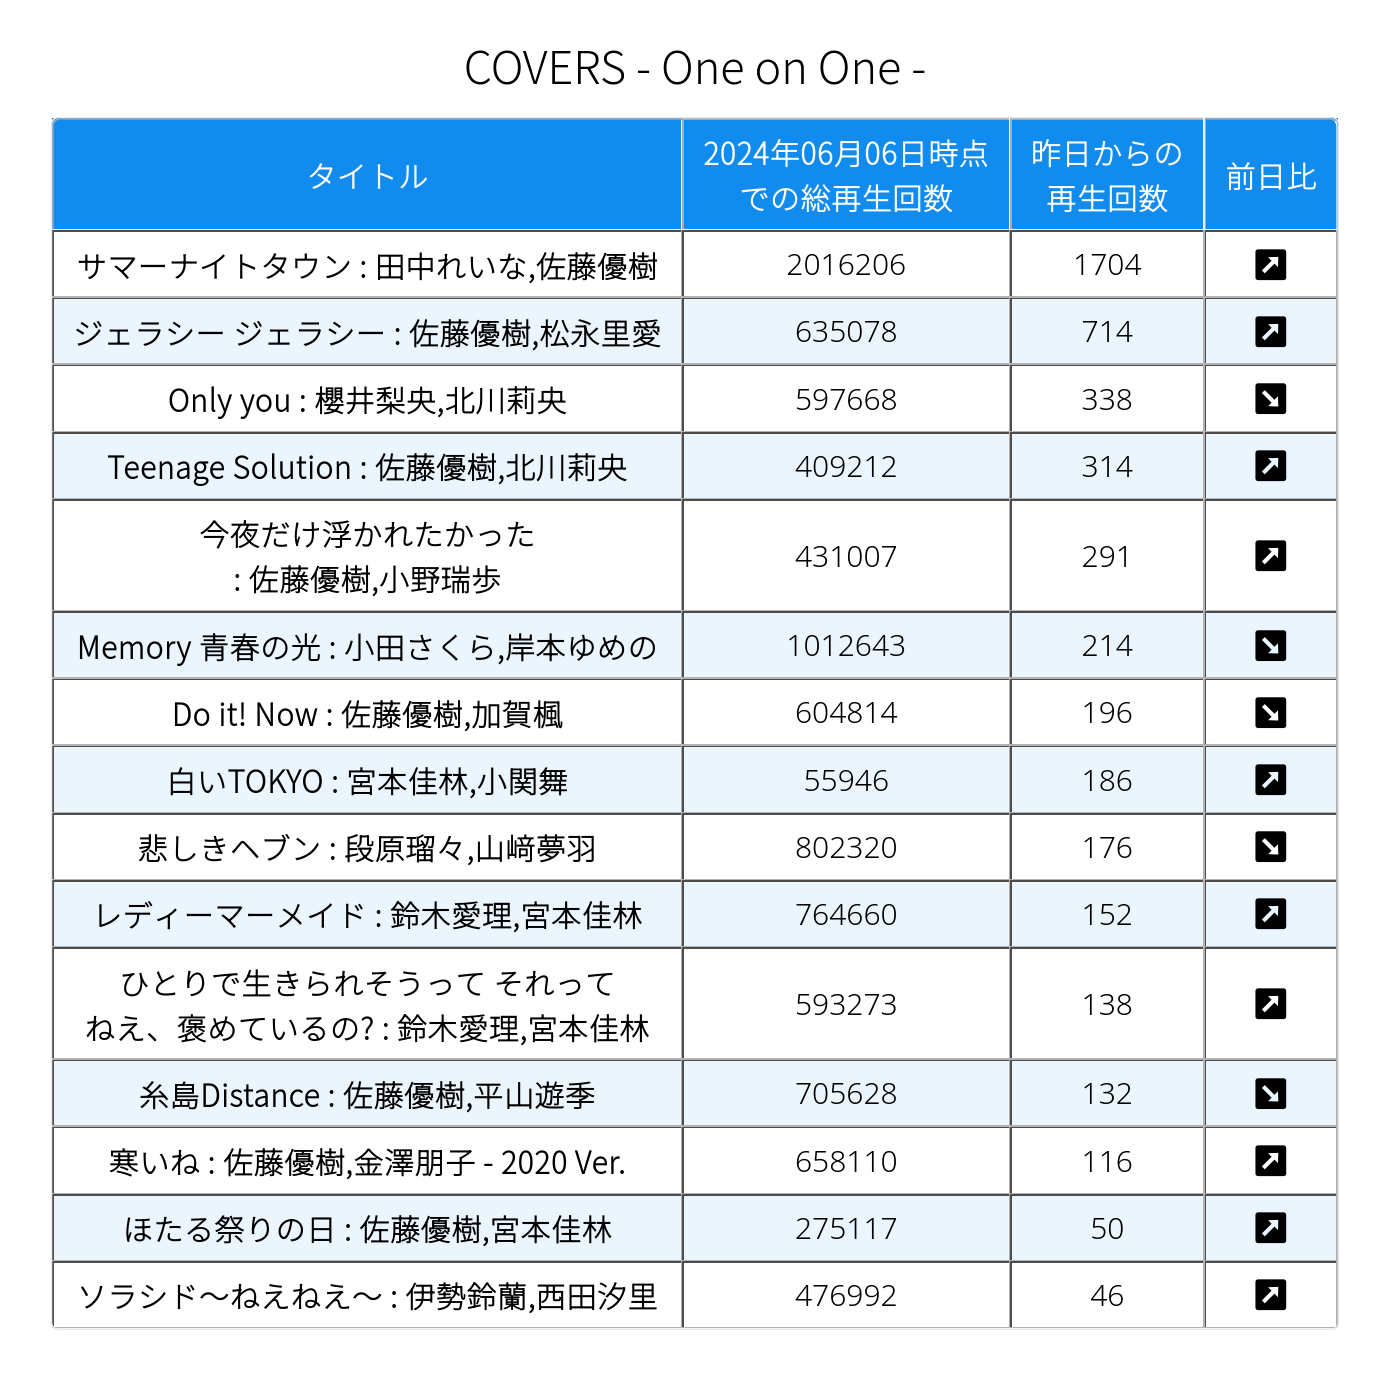 COVERS - One on One -
タイトル
2024年06月06日時点
での総再生回数
昨日からの
再生回数
前日比
サマーナイトタウン : 田中れいな,佐藤優樹 2016206 1704
ジェラシー ジェラシー : 佐藤優樹,松永里愛 635078 714
Only you : 櫻井梨央,北川莉央 597668 338
Teenage Solution : 佐藤優樹,北川莉央 409212 314
今夜だけ浮かれたかった
: 佐藤優樹,小野瑞歩 431007 291
Memory 青春の光 : 小田さくら,岸本ゆめの 1012643 214
Do it! Now : 佐藤優樹,加賀楓 604814 196
白いTOKYO : 宮本佳林,小関舞 55946 186
悲しきヘブン : 段原瑠々,山﨑夢羽 802320 176
レディーマーメイド : 鈴木愛理,宮本佳林 764660 152
ひとりで生きられそうって それって
ねえ、褒めているの? : 鈴木愛理,宮本佳林 593273 138
糸島Distance : 佐藤優樹,平山遊季 705628 132
寒いね : 佐藤優樹,金澤朋子 - 2020 Ver. 658110 116
ほたる祭りの日 : 佐藤優樹,宮本佳林 275117 50
ソラシド～ねえねえ～ : 伊勢鈴蘭,西田汐里 476992 46